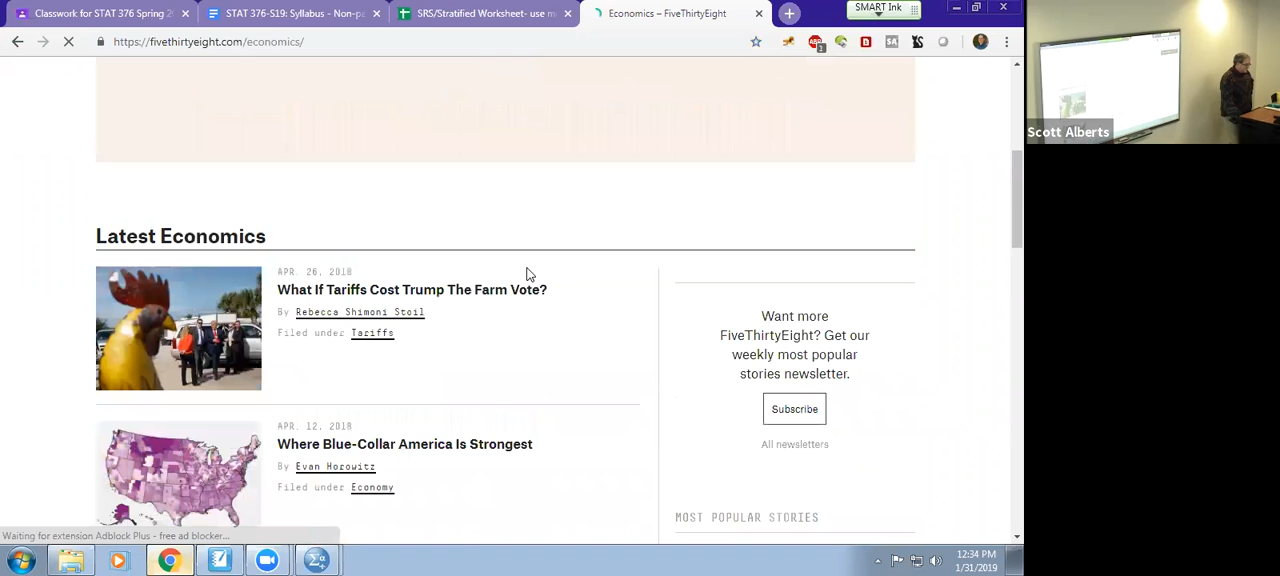 Classwork for STAT 376 Spring 2
STAT 376-S19: Syllabus - Non-pa
SRS/Stratified Worksheet- use m
Economics – FiveThirtyEight
SMART Ink
https://fivethirtyeight.com/economics/
Latest Economics
APR. 26, 2018
What If Tariffs Cost Trump The Farm Vote?
By Rebecca Shimoni Stoil
Filed under Tariffs
APR. 12, 2018
Where Blue-Collar America Is Strongest
By Evan Horowitz
Filed under Economy
Want more
FiveThirtyEight? Get our
weekly most popular
stories newsletter.
Subscribe
All newsletters
MOST POPULAR STORIES
Waiting for extension Adblock Plus - free ad blocker...
12:34 PM
1/31/2019
Scott Alberts